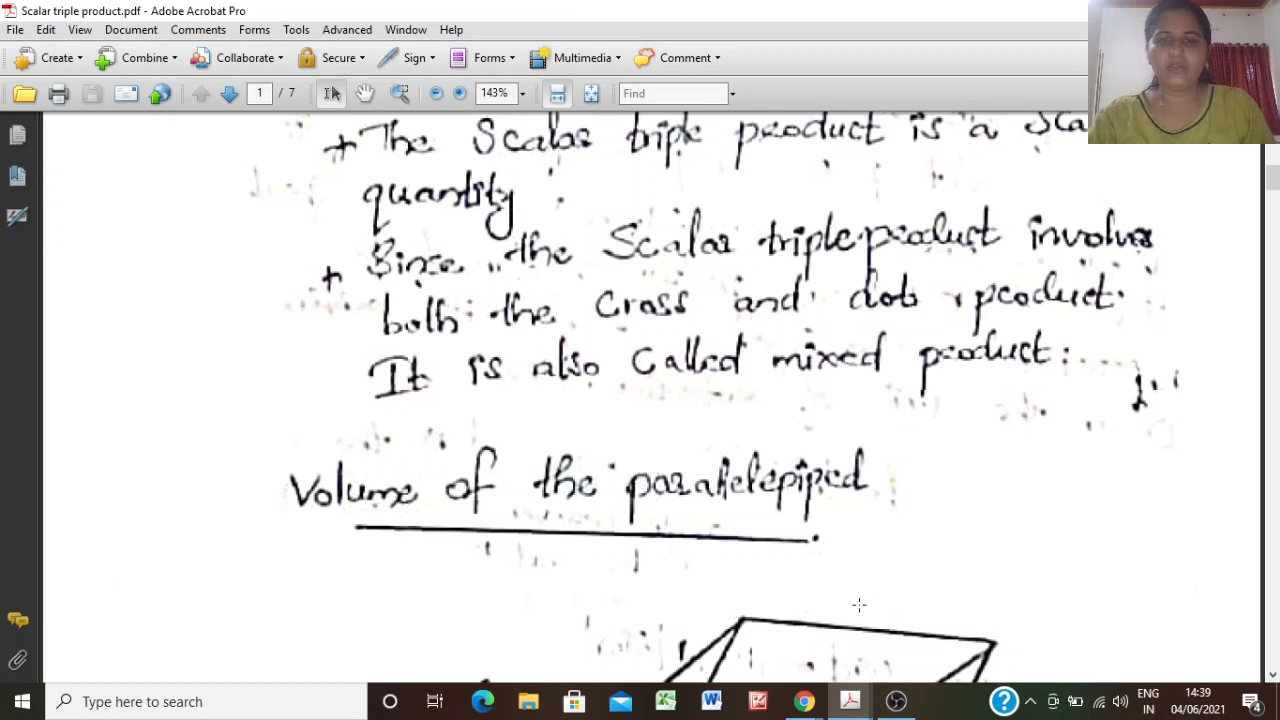 Scalar triple product.pdf - Adobe Acrobat Pro
File Edit View Document Comments Forms Tools Advanced Window Help
Create Combine Collaborate Secure Sign Forms Multimedia Comment
1 / 7 143% Find
+ The Scalar triple product is a Sca
quantity
+ Since the Scalar triple product involves
both the Cross and dot product.
It is also Called mixed product:
Volume of the parallelepiped
Type here to search
ENG 14:39
IN 04/06/2021 4